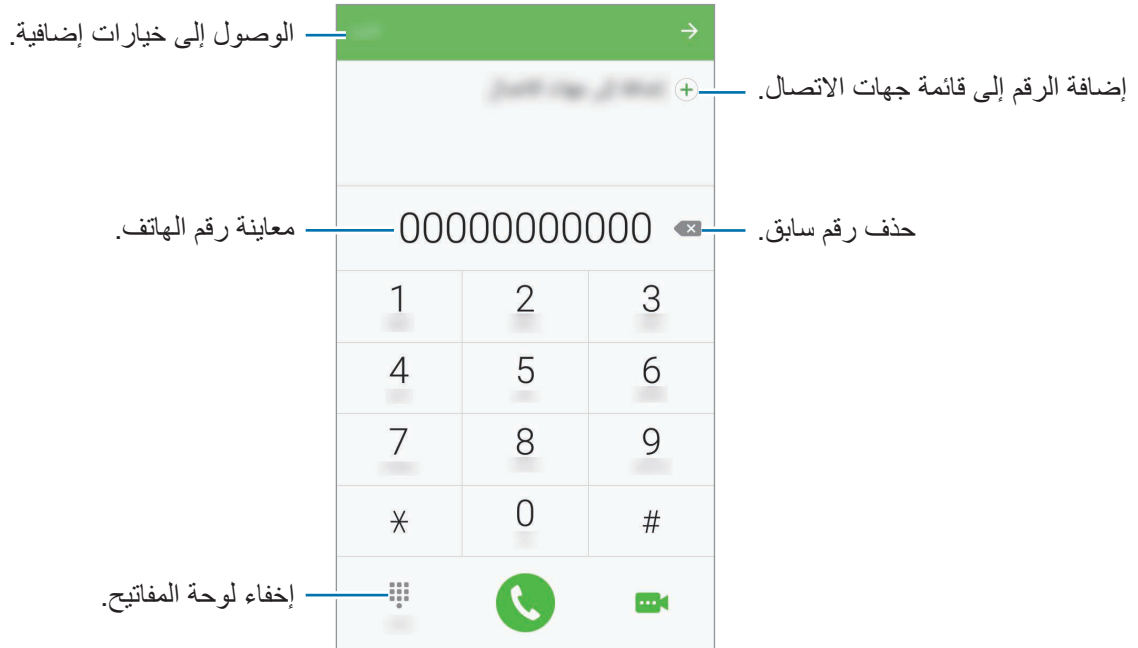 الوصول إلى خيارات إضافية.
إضافة الرقم إلى قائمة جهات الاتصال.
حذف رقم سابق.
00000000000
معاينة رقم الهاتف.
1 2 3
4 5 6
7 8 9
* 0 #
إخفاء لوحة المفاتيح.